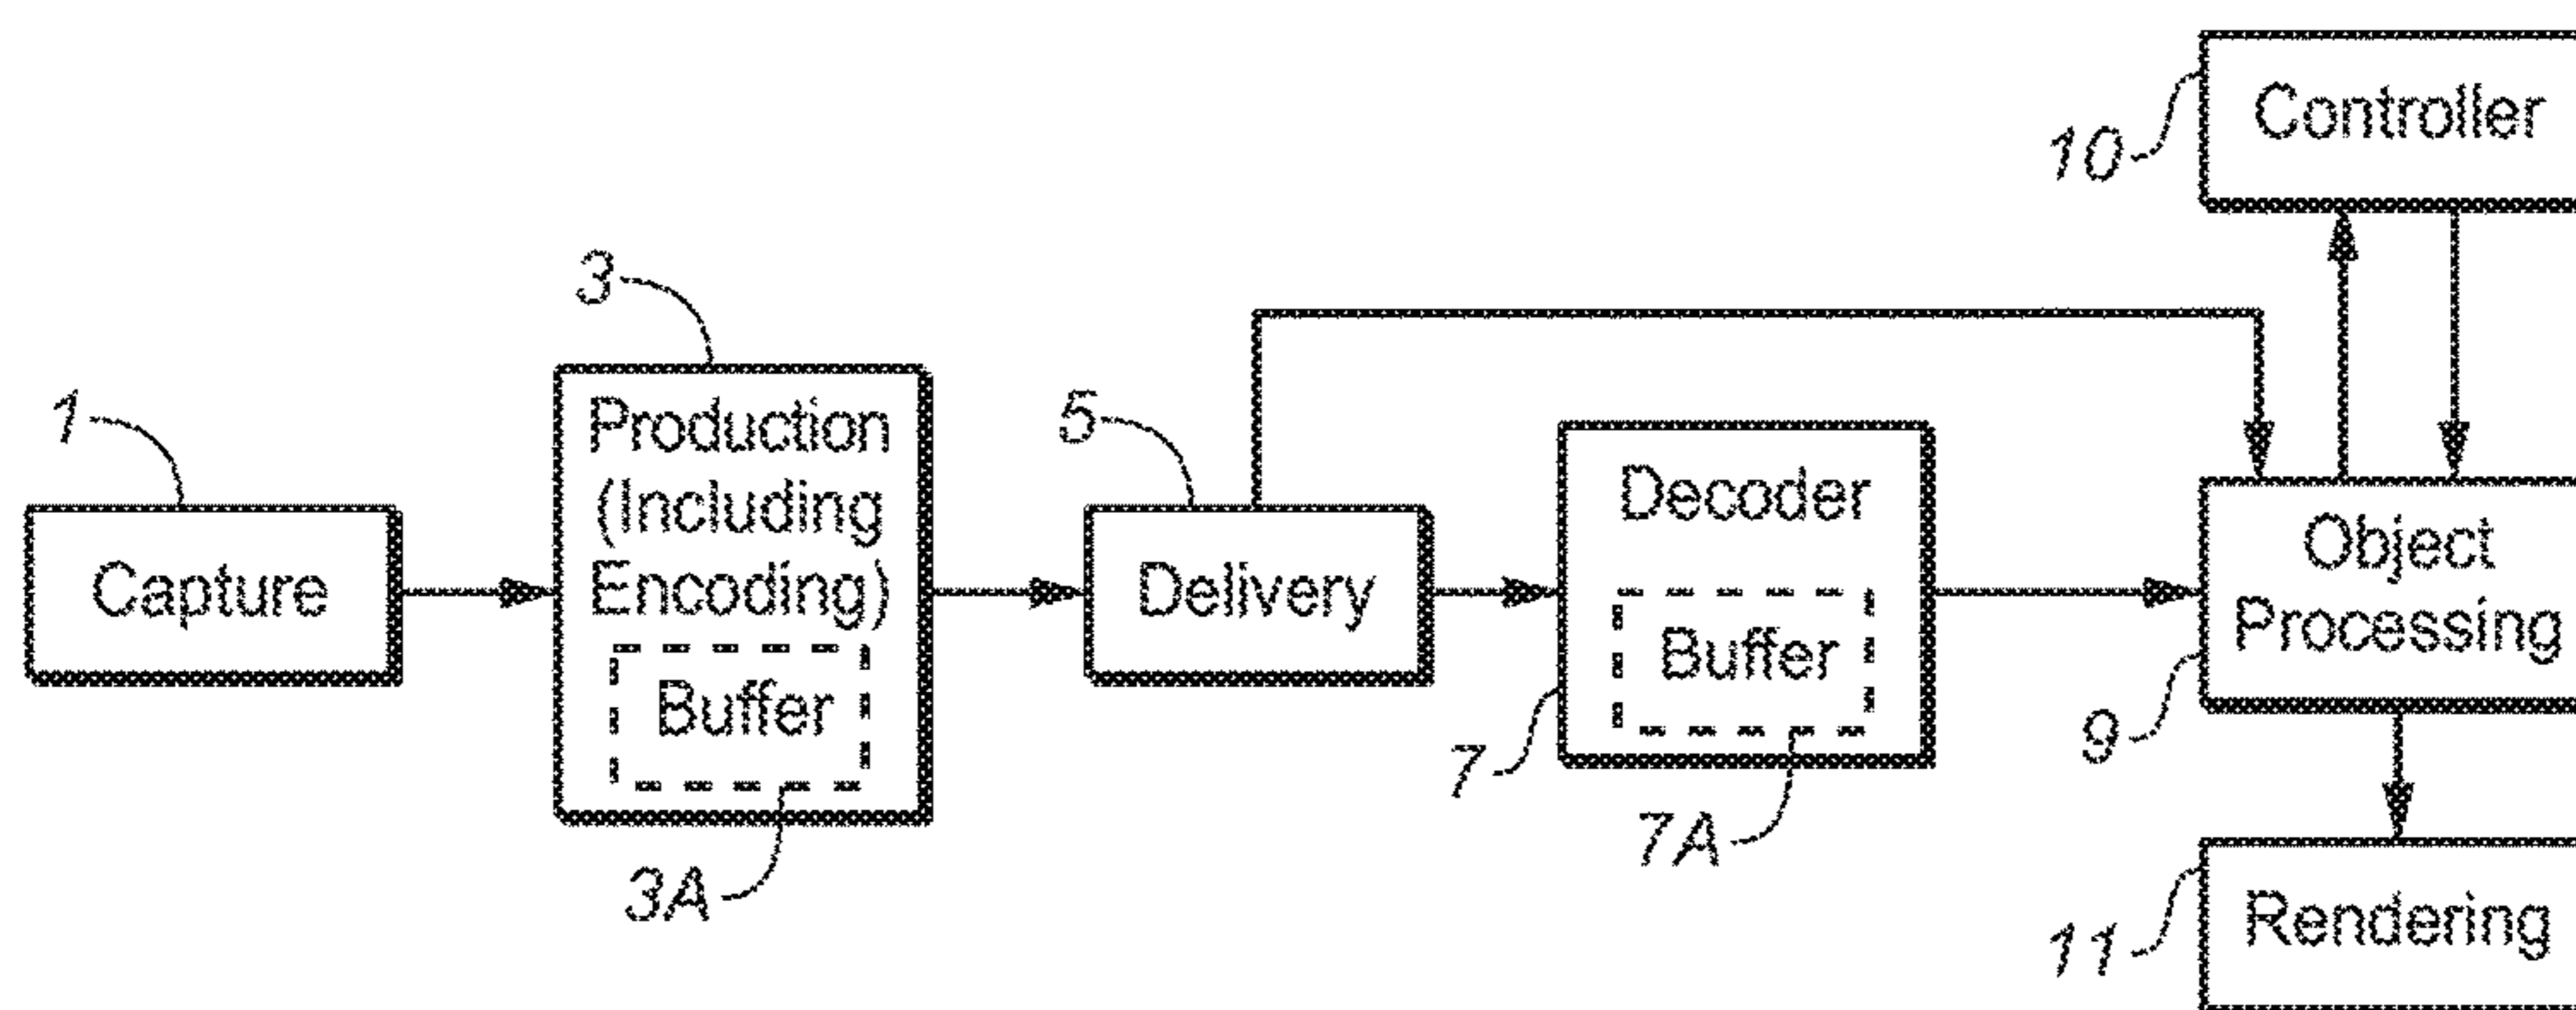 1
Capture
3
Production
(Including
Encoding)
Buffer
3A
5
Delivery
Decoder
Buffer
7
7A
10
Controller
Object
Processing
9
11
Rendering